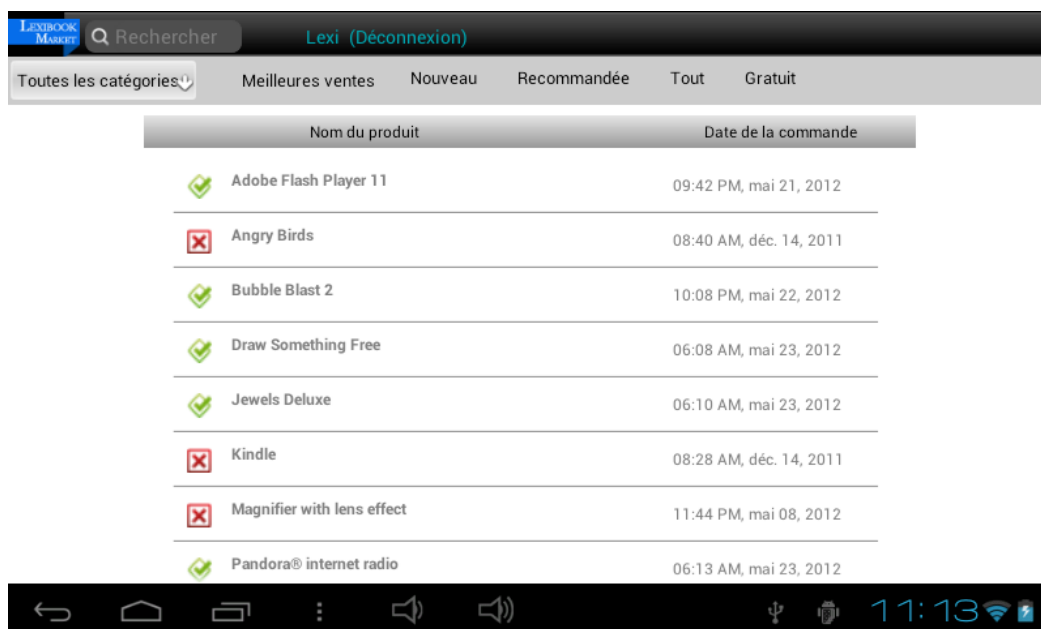 LEXIBOOK
MARKET
Rechercher
Lexi (Déconnexion)
Toutes les catégories
Meilleures ventes
Nouveau
Recommandée
Tout
Gratuit
Nom du produit
Date de la commande
Adobe Flash Player 11
09:42 PM, mai 21, 2012
Angry Birds
08:40 AM, déc. 14, 2011
Bubble Blast 2
10:08 PM, mai 22, 2012
Draw Something Free
06:08 AM, mai 23, 2012
Jewels Deluxe
06:10 AM, mai 23, 2012
Kindle
08:28 AM, déc. 14, 2011
Magnifier with lens effect
11:44 PM, mai 08, 2012
Pandora® internet radio
06:13 AM, mai 23, 2012
11:13